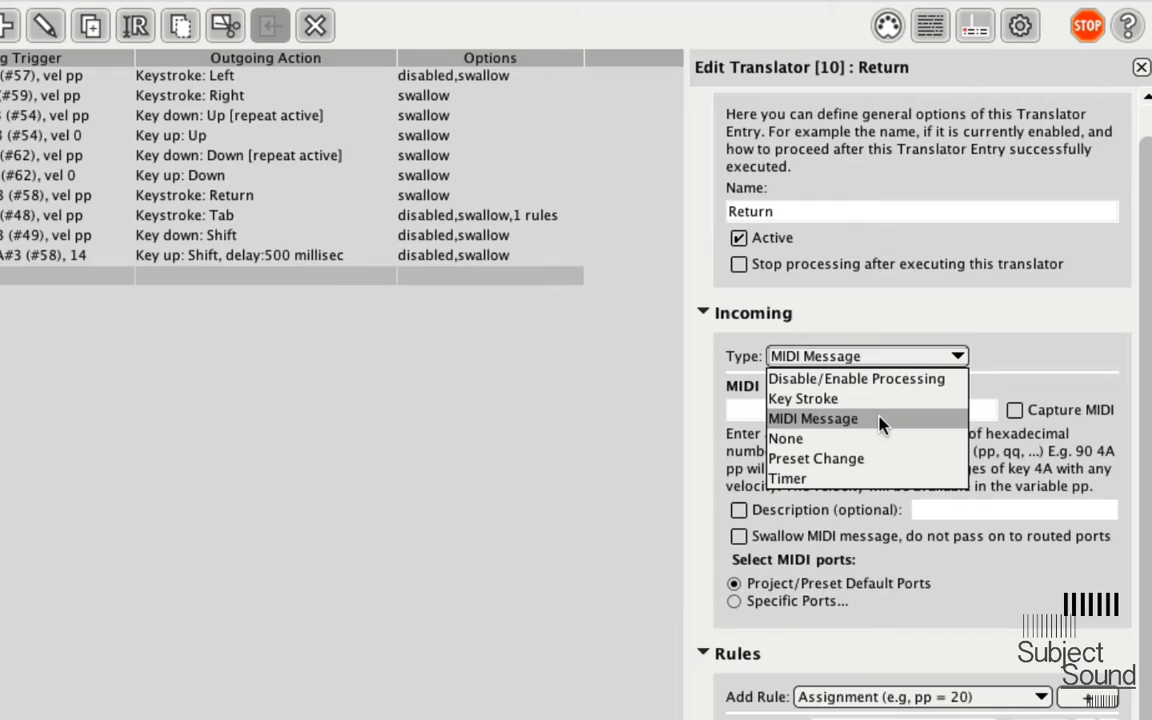 STOP
?
g Trigger
Outgoing Action
Options
(#57), vel pp
Keystroke: Left
disabled,swallow
(#59), vel pp
Keystroke: Right
swallow
(#54), vel pp
Key down: Up [repeat active]
swallow
(#54), vel 0
Key up: Up
swallow
(#62), vel pp
Key down: Down [repeat active]
swallow
(#62), vel 0
Key up: Down
swallow
(#58), vel pp
Keystroke: Return
swallow
(#48), vel pp
Keystroke: Tab
disabled,swallow,1 rules
(#49), vel pp
Key down: Shift
disabled,swallow
A#3 (#58), 14
Key up: Shift, delay:500 millisec
disabled,swallow
Edit Translator [10] : Return
Here you can define general options of this Translator
Entry. For example the name, if it is currently enabled, and
how to proceed after this Translator Entry successfully
executed.
Name:
Return
Active
Stop processing after executing this translator
Incoming
Type: MIDI Message
Disable/Enable Processing
Key Stroke
MIDI Message
None
Preset Change
Timer
MIDI
Capture MIDI
Enter
of hexadecimal
numb
(pp, qq, ...) E.g. 90 4A
pp wil
ges of key 4A with any
velocity
in the variable pp.
Description (optional):
Swallow MIDI message, do not pass on to routed ports
Select MIDI ports:
Project/Preset Default Ports
Specific Ports...
Rules
Add Rule: Assignment (e.g, pp = 20)
Subject
Sound